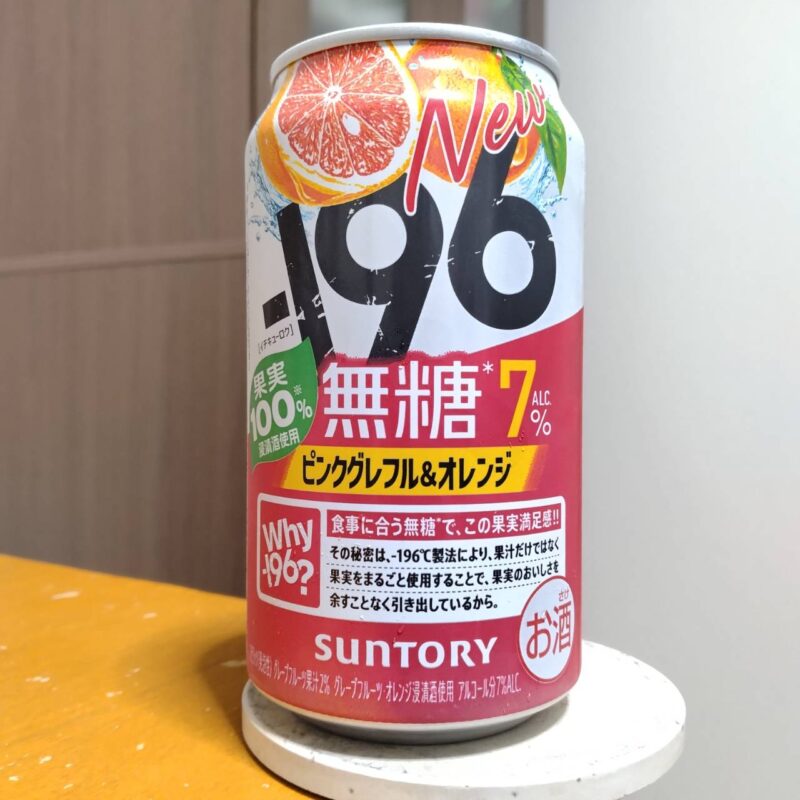 New
-196
[イチキューロク]
果実
100%※
浸漬酒使用
無糖* 7 ALC. %
ピンクグレフル&オレンジ
Why
-196?
食事に合う無糖*で、この果実満足感!!
その秘密は、-196℃製法により、果汁だけではなく
果実をまるごと使用することで、果実のおいしさを
余すことなく引き出しているから。
さけ
お酒
SUNTORY
グレープフルーツ果汁2% グレープフルーツ・オレンジ浸漬酒使用 アルコール分7%ALC.